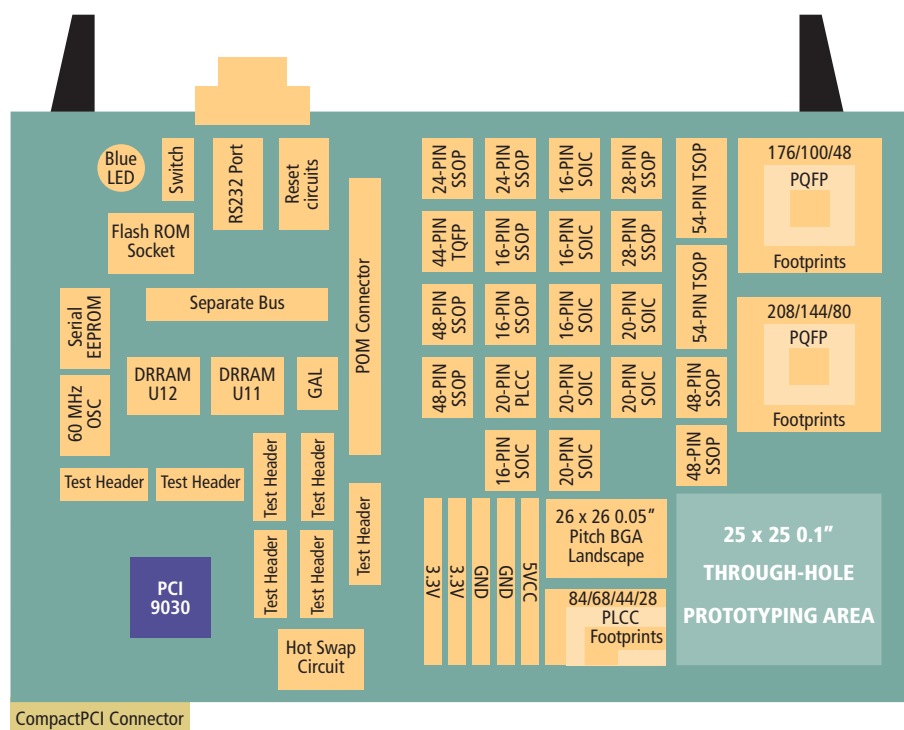 Blue
LED
Switch
RS232 Port
Reset
circuits
Flash ROM
Socket
Separate Bus
Serial
EEPROM
60 MHz
OSC
DRRAM
U12
DRRAM
U11
GAL
POM Connector
Test Header
Test Header
Test Header
Test Header
Test Header
Test Header
Test Header
PCI
9030
Hot Swap
Circuit
CompactPCI Connector
24-PIN
SSOP
24-PIN
SSOP
16-PIN
SOIC
28-PIN
SSOP
44-PIN
TQFP
16-PIN
SSOP
16-PIN
SOIC
28-PIN
SSOP
48-PIN
SSOP
16-PIN
SSOP
16-PIN
SOIC
20-PIN
SOIC
48-PIN
SSOP
20-PIN
PLCC
20-PIN
SOIC
20-PIN
SOIC
16-PIN
SOIC
20-PIN
SOIC
54-PIN TSOP
54-PIN TSOP
48-PIN
SSOP
48-PIN
SSOP
176/100/48
PQFP
Footprints
208/144/80
PQFP
Footprints
3.3V
3.3V
GND
GND
5VCC
26 x 26 0.05"
Pitch BGA
Landscape
84/68/44/28
PLCC
Footprints
25 x 25 0.1"
THROUGH-HOLE
PROTOTYPING AREA